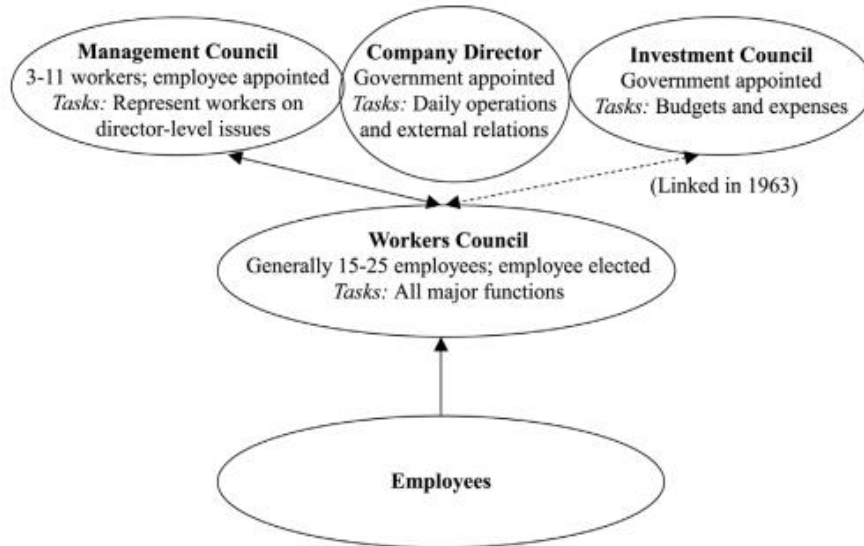 Management Council
3-11 workers; employee appointed
Tasks: Represent workers on
director-level issues
Company Director
Government appointed
Tasks: Daily operations
and external relations
Investment Council
Government appointed
Tasks: Budgets and expenses
(Linked in 1963)
Workers Council
Generally 15-25 employees; employee elected
Tasks: All major functions
Employees